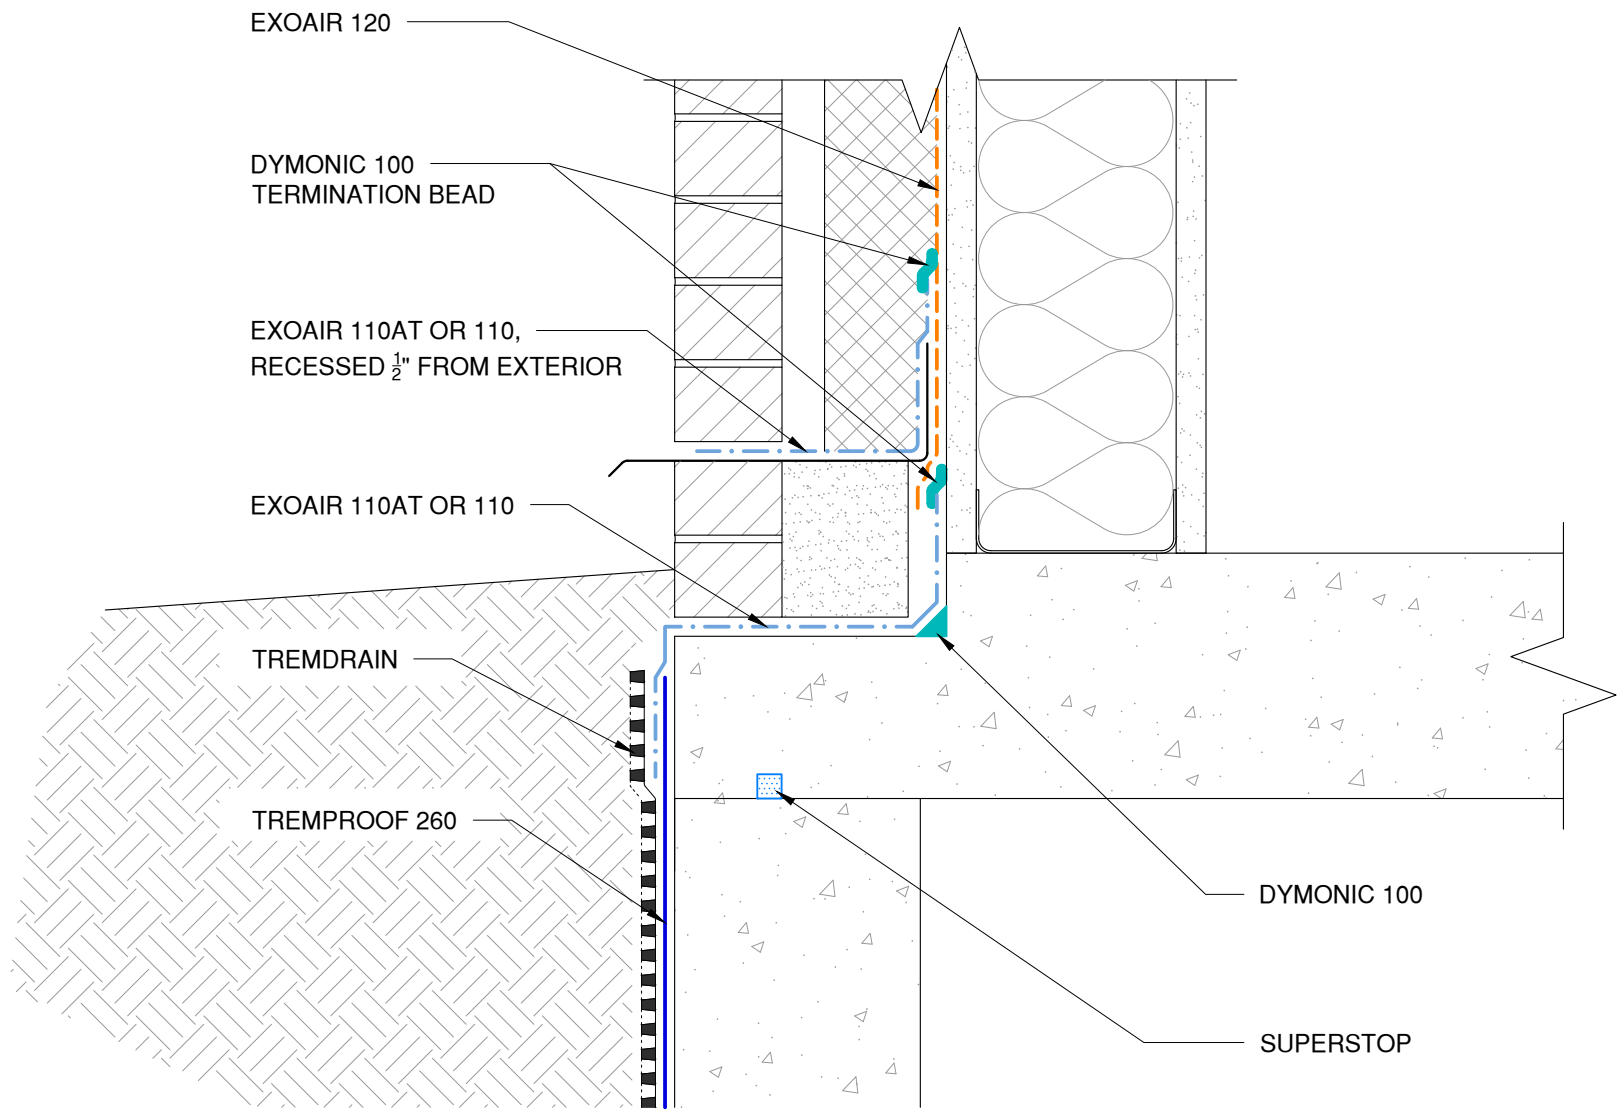 EXOAIR 120
DYMONIC 100
TERMINATION BEAD
EXOAIR 110AT OR 110,
RECESSED 1/2" FROM EXTERIOR
EXOAIR 110AT OR 110
TREMDRAIN
TREMPROOF 260
DYMONIC 100
SUPERSTOP